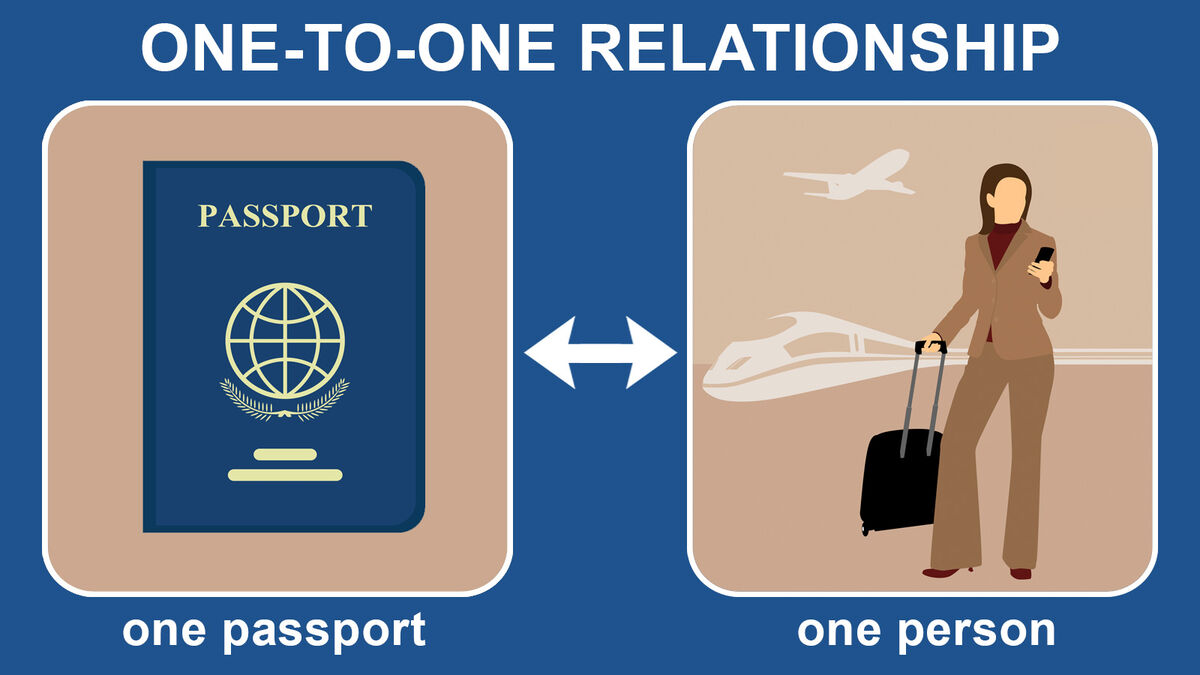 ONE-TO-ONE RELATIONSHIP
PASSPORT
one passport
one person